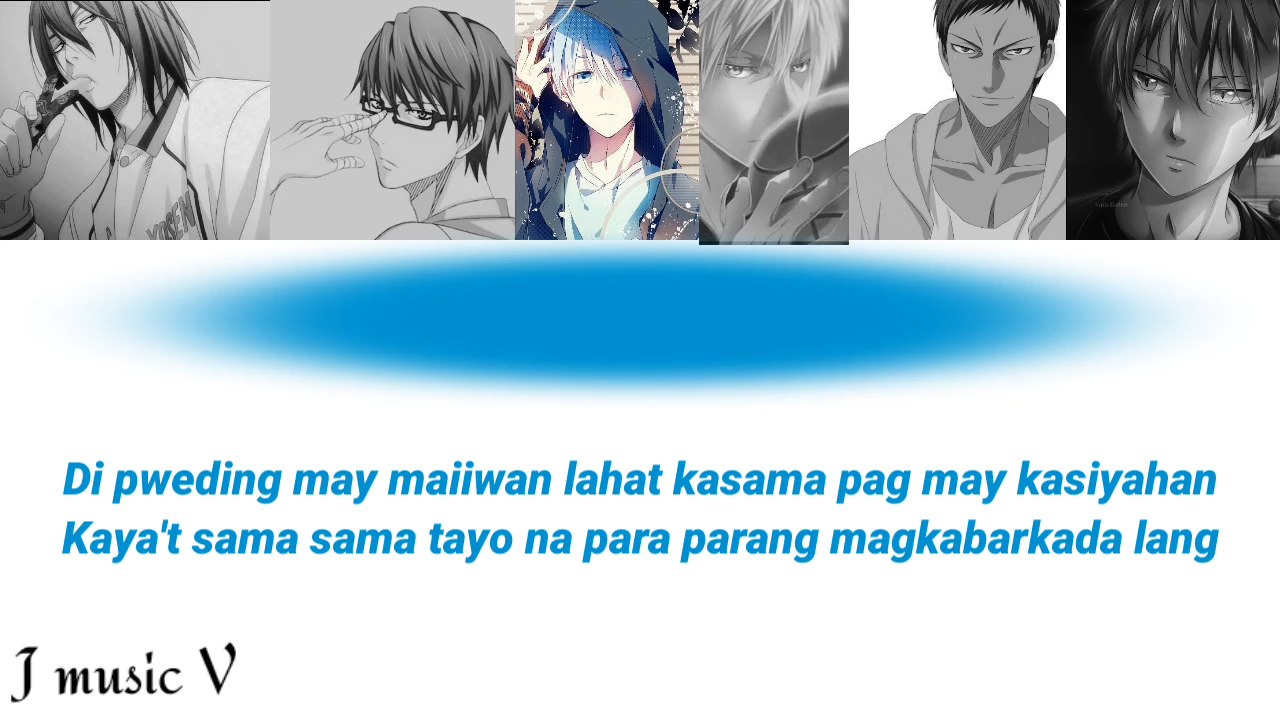 YOSEN
Di pweding may maiiwan lahat kasama pag may kasiyahan
Kaya't sama sama tayo na para parang magkabarkada lang
J music V